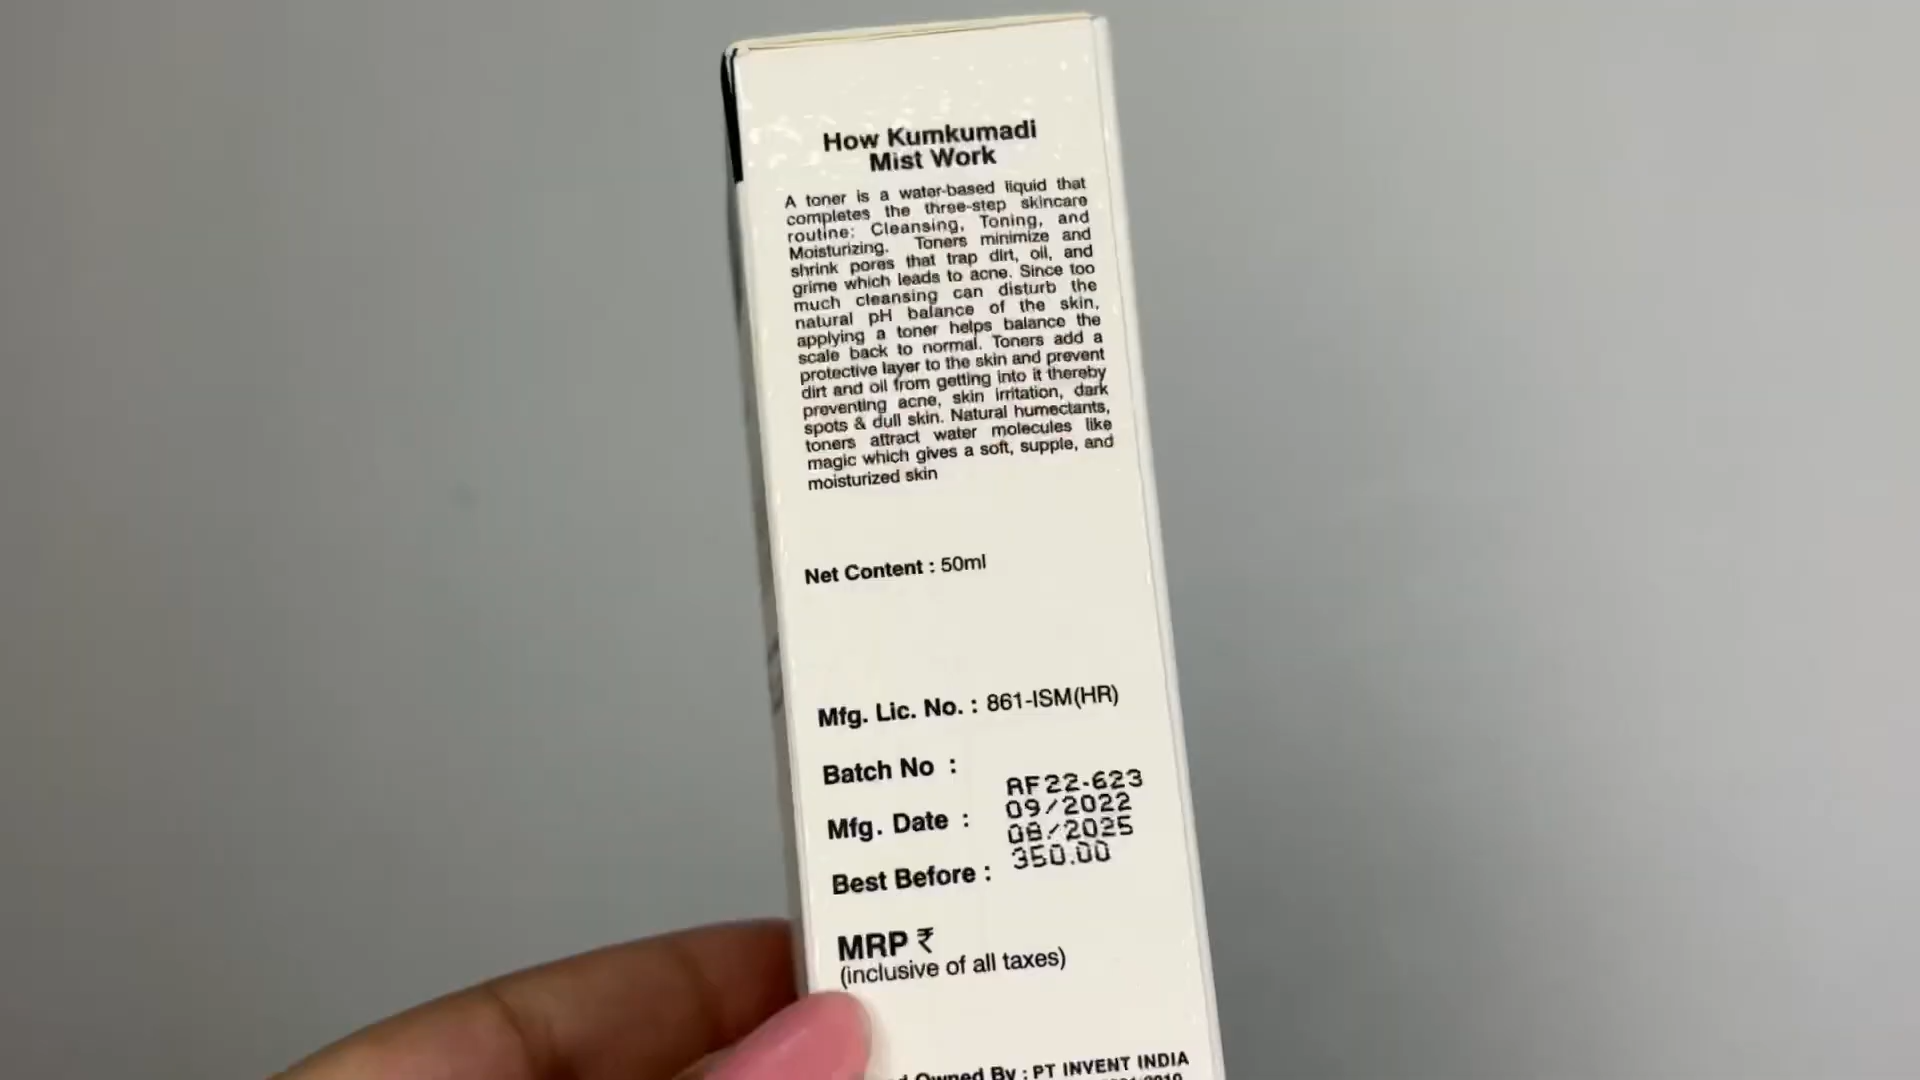 How Kumkumadi
Mist Work
A toner is a water-based liquid that
completes the three-step skincare
routine: Cleansing, Toning, and
Moisturizing. Toners minimize and
shrink pores that trap dirt, oil, and
grime which leads to acne. Since too
much cleansing can disturb the
natural pH balance of the skin,
applying a toner helps balance the
scale back to normal. Toners add a
protective layer to the skin and prevent
dirt and oil from getting into it thereby
preventing acne, skin irritation, dark
spots & dull skin. Natural humectants,
toners attract water molecules like
magic which gives a soft, supple, and
moisturized skin
Net Content : 50ml
Mfg. Lic. No. : 861-ISM(HR)
Batch No :
AF22-623
Mfg. Date :
09/2022
08/2025
Best Before :
350.00
MRP ₹
(inclusive of all taxes)
Owned By : PT INVENT INDIA